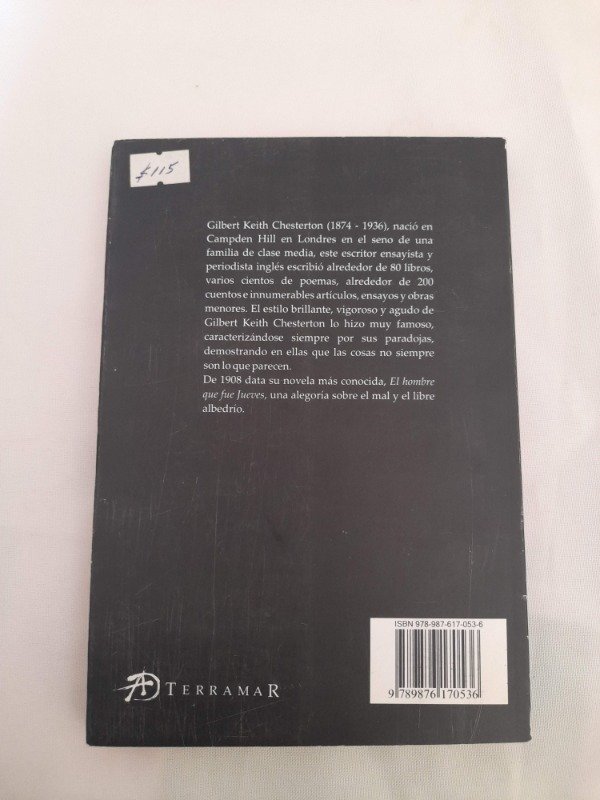 $115
Gilbert Keith Chesterton (1874 - 1936), nació en
Campden Hill en Londres en el seno de una
familia de clase media, este escritor ensayista y
periodista inglés escribió alrededor de 80 libros,
varios cientos de poemas, alrededor de 200
cuentos e innumerables artículos, ensayos y obras
menores. El estilo brillante, vigoroso y agudo de
Gilbert Keith Chesterton lo hizo muy famoso,
caracterizándose siempre por sus paradojas,
demostrando en ellas que las cosas no siempre
son lo que parecen.
De 1908 data su novela más conocida, El hombre
que fue Jueves, una alegoría sobre el mal y el libre
albedrío.
ISBN 978-987-617-053-6
9 789876 170536
TERRAMAR